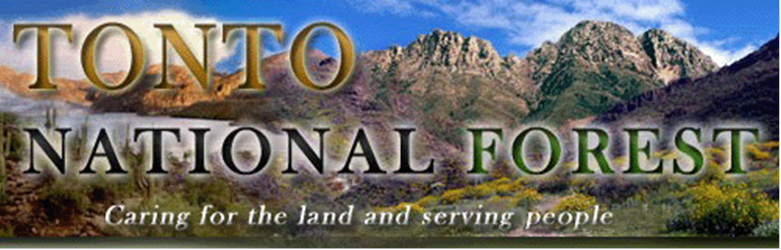 TONTO
NATIONAL FOREST
Caring for the land and serving people